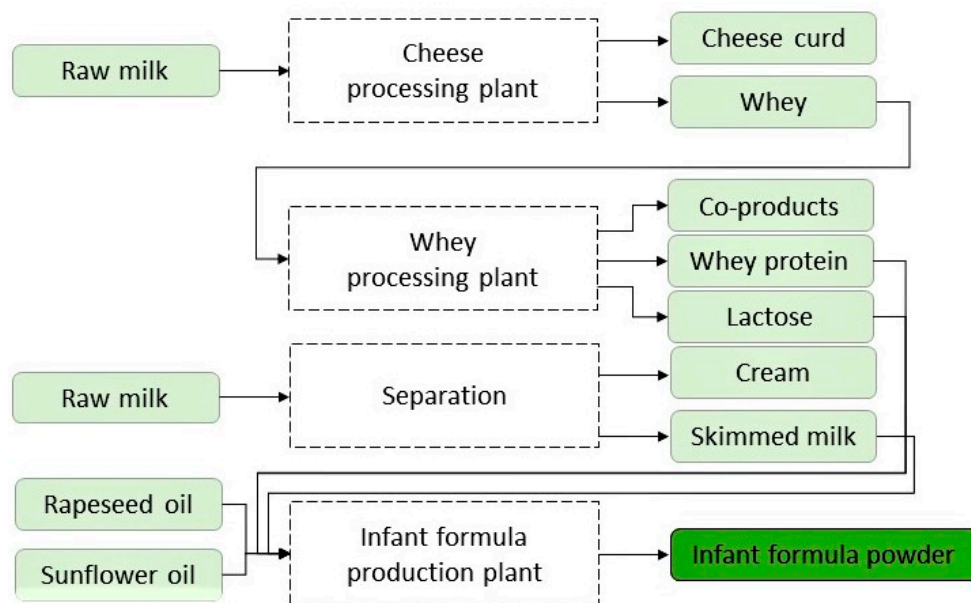 Raw milk
Cheese
processing plant
Cheese curd
Whey
Whey
processing plant
Co-products
Whey protein
Lactose
Raw milk
Separation
Cream
Skimmed milk
Rapeseed oil
Sunflower oil
Infant formula
production plant
Infant formula powder